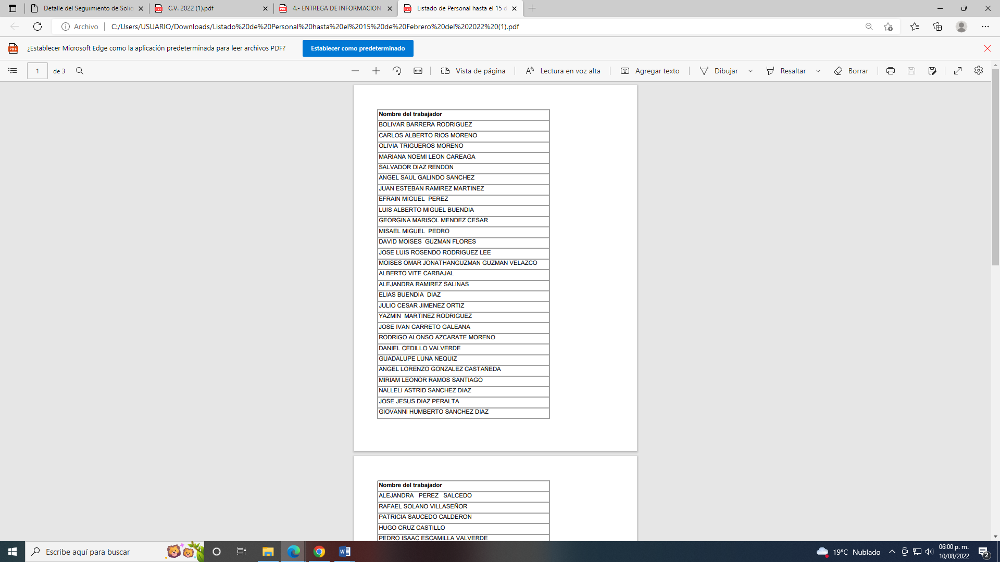 Detalle del Seguimiento de Solic
C.V. 2022 (1).pdf
4.- ENTREGA DE INFORMACION
Listado de Personal hasta el 15 d
Archivo
C:/Users/USUARIO/Downloads/Listado%20de%20Personal%20hasta%20el%2015%20de%20Febrero%20del%202022%20(1).pdf
¿Establecer Microsoft Edge como la aplicación predeterminada para leer archivos PDF?
Establecer como predeterminado
1 de 3
Vista de página
Lectura en voz alta
Agregar texto
Dibujar
Resaltar
Borrar
Nombre del trabajador
BOLIVAR BARRERA RODRIGUEZ
CARLOS ALBERTO RIOS MORENO
OLIVIA TRIGUEROS MORENO
MARIANA NOEMI LEON CAREAGA
SALVADOR DIAZ RENDON
ANGEL SAUL GALINDO SANCHEZ
JUAN ESTEBAN RAMIREZ MARTINEZ
EFRAIN MIGUEL  PEREZ
LUIS ALBERTO MIGUEL BUENDIA
GEORGINA MARISOL MENDEZ CESAR
MISAEL MIGUEL  PEDRO
DAVID MOISES  GUZMAN FLORES
JOSE LUIS ROSENDO RODRIGUEZ LEE
MOISES OMAR JONATHANGUZMAN GUZMAN VELAZCO
ALBERTO VITE CARBAJAL
ALEJANDRA RAMIREZ SALINAS
ELIAS BUENDIA  DIAZ
JULIO CESAR JIMENEZ ORTIZ
YAZMIN  MARTINEZ RODRIGUEZ
JOSE IVAN CARRETO GALEANA
RODRIGO ALONSO AZCARATE MORENO
DANIEL CEDILLO VALVERDE
GUADALUPE LUNA NEQUIZ
ANGEL LORENZO GONZALEZ CASTAÑEDA
MIRIAM LEONOR RAMOS SANTIAGO
NALLELI ASTRID SANCHEZ DIAZ
JOSE JESUS DIAZ PERALTA
GIOVANNI HUMBERTO SANCHEZ DIAZ
Nombre del trabajador
ALEJANDRA   PEREZ   SALCEDO
RAFAEL SOLANO VILLASEÑOR
PATRICIA SAUCEDO CALDERON
HUGO CRUZ CASTILLO
PEDRO ISAAC ESCAMILLA VALVERDE
Escribe aquí para buscar
19°C Nublado
06:00 p. m.
10/08/2022
2